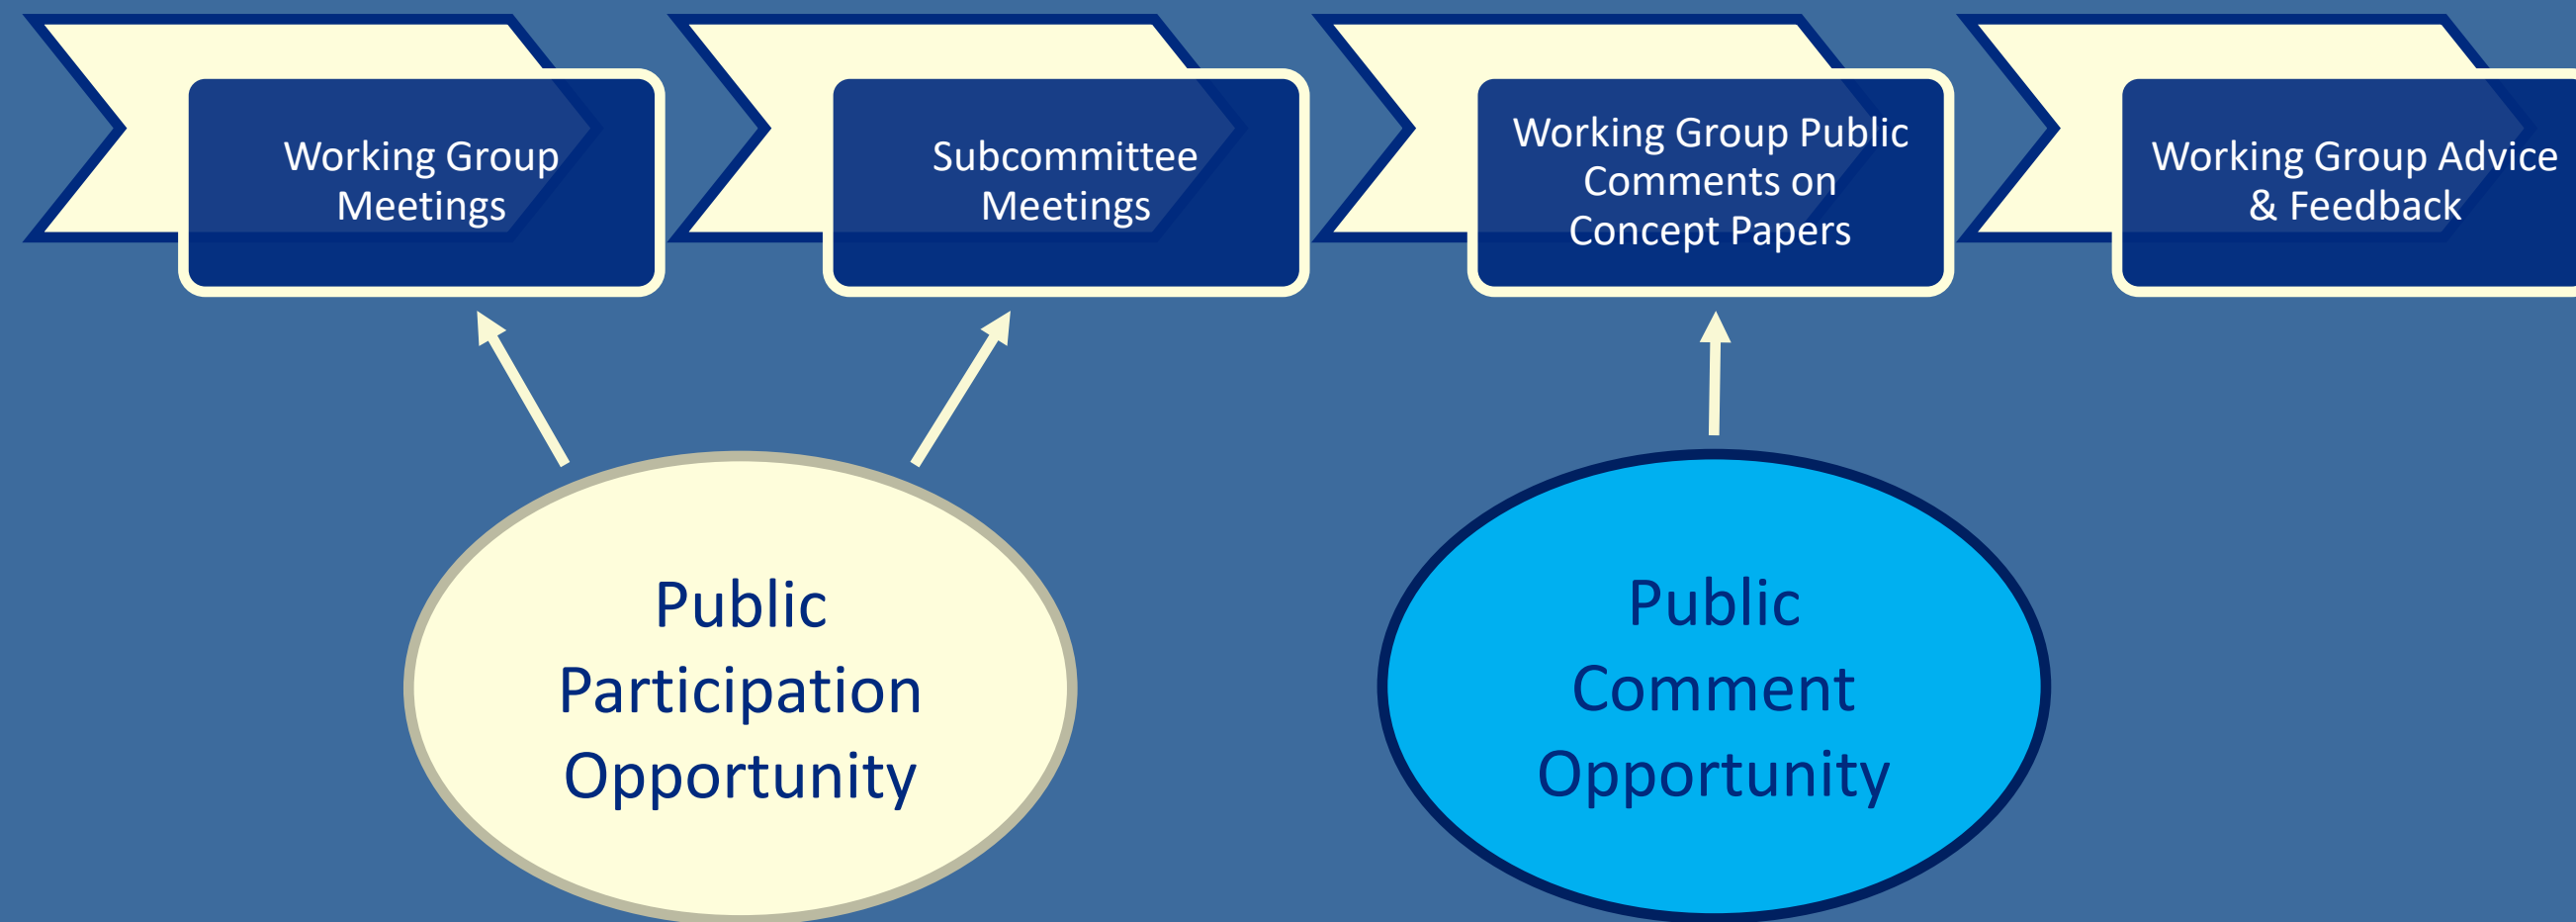 Working Group
Meetings
Subcommittee
Meetings
Working Group Public
Comments on
Concept Papers
Working Group Advice
& Feedback
Public
Participation
Opportunity
Public
Comment
Opportunity